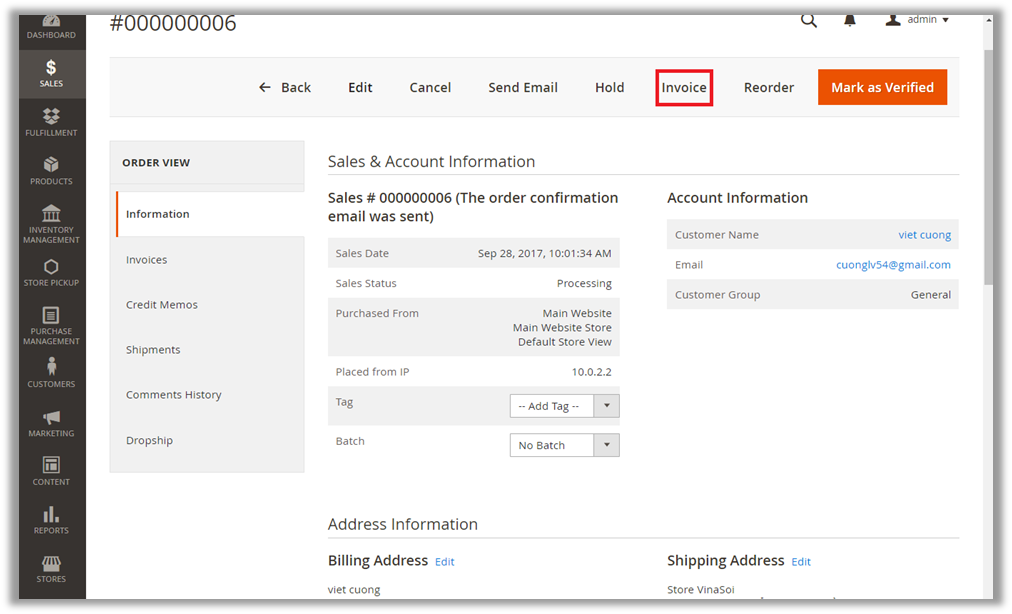 #000000006
admin
DASHBOARD
SALES
FULFILLMENT
PRODUCTS
INVENTORY
MANAGEMENT
STORE PICKUP
PURCHASE
MANAGEMENT
CUSTOMERS
MARKETING
CONTENT
REPORTS
STORES
Back Edit Cancel Send Email Hold Invoice Reorder Mark as Verified
ORDER VIEW
Information
Invoices
Credit Memos
Shipments
Comments History
Dropship
Sales & Account Information
Sales # 000000006 (The order confirmation
email was sent)
Sales Date Sep 28, 2017, 10:01:34 AM
Sales Status Processing
Purchased From Main Website
Main Website Store
Default Store View
Placed from IP 10.0.2.2
Tag -- Add Tag --
Batch No Batch
Account Information
Customer Name viet cuong
Email cuonglv54@gmail.com
Customer Group General
Address Information
Billing Address Edit
viet cuong
Shipping Address Edit
Store VinaSoi